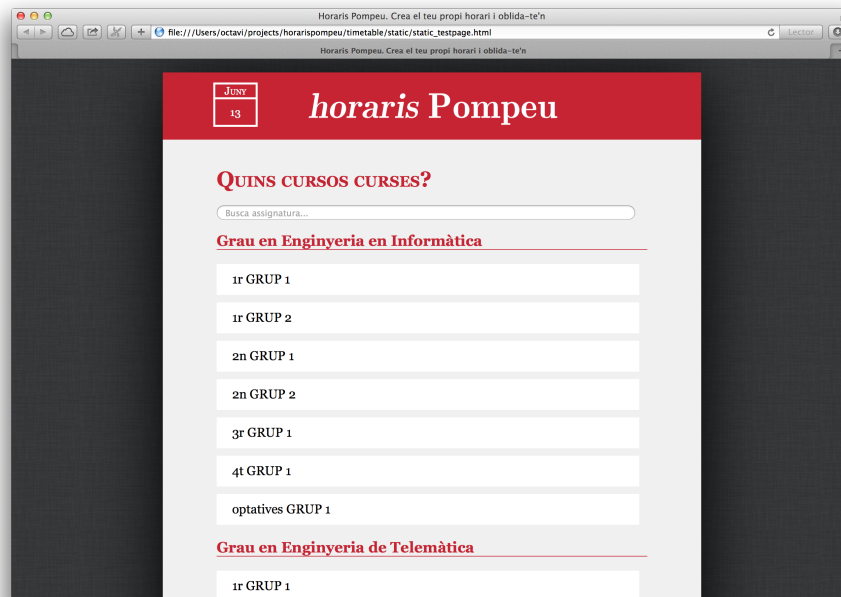 Horaris Pompeu. Crea el teu propi horari i oblida-te'n
file:///Users/octavi/projects/horarispompeu/timetable/static/static_testpage.html
Lector
Horaris Pompeu. Crea el teu propi horari i oblida-te'n
Juny
13
horaris Pompeu
Quins cursos curses?
Busca assignatura...
Grau en Enginyeria en Informàtica
1r GRUP 1
1r GRUP 2
2n GRUP 1
2n GRUP 2
3r GRUP 1
4t GRUP 1
optatives GRUP 1
Grau en Enginyeria de Telemàtica
1r GRUP 1